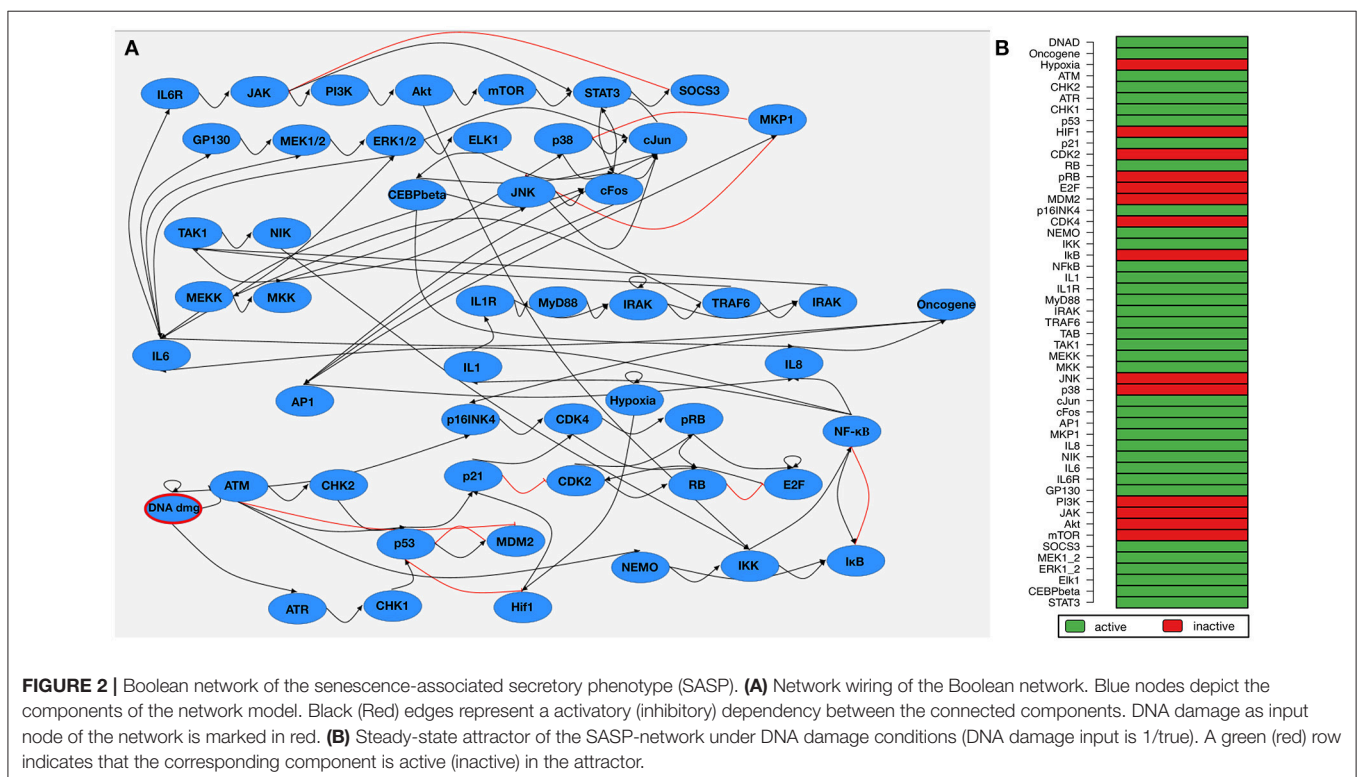 A
B
IL6R
JAK
PI3K
Akt
mTOR
STAT3
SOCS3
GP130
MEK1/2
ERK1/2
ELK1
p38
cJun
MKP1
CEBPbeta
JNK
cFos
TAK1
NIK
MEKK
MKK
IL1R
MyD88
IRAK
TRAF6
IRAK
Oncogene
IL6
IL1
IL8
AP1
Hypoxia
p16INK4
CDK4
pRB
NF-κB
ATM
CHK2
p21
CDK2
RB
E2F
DNA dmg
p53
MDM2
NEMO
IKK
IκB
ATR
CHK1
Hif1
DNAD
Oncogene
Hypoxia
ATM
CHK2
ATR
CHK1
p53
HIF1
p21
CDK2
RB
pRB
E2F
MDM2
p16INK4
CDK4
NEMO
IKK
IkB
NFkB
IL1
IL1R
MyD88
IRAK
TRAF6
TAB
TAK1
MEKK
MKK
JNK
p38
cJun
cFos
AP1
MKP1
IL8
NIK
IL6
IL6R
GP130
PI3K
JAK
Akt
mTOR
SOCS3
MEK1_2
ERK1_2
Elk1
CEBPbeta
STAT3
active inactive
FIGURE 2 | Boolean network of the senescence-associated secretory phenotype (SASP). (A) Network wiring of the Boolean network. Blue nodes depict the
components of the network model. Black (Red) edges represent a activatory (inhibitory) dependency between the connected components. DNA damage as input
node of the network is marked in red. (B) Steady-state attractor of the SASP-network under DNA damage conditions (DNA damage input is 1/true). A green (red) row
indicates that the corresponding component is active (inactive) in the attractor.